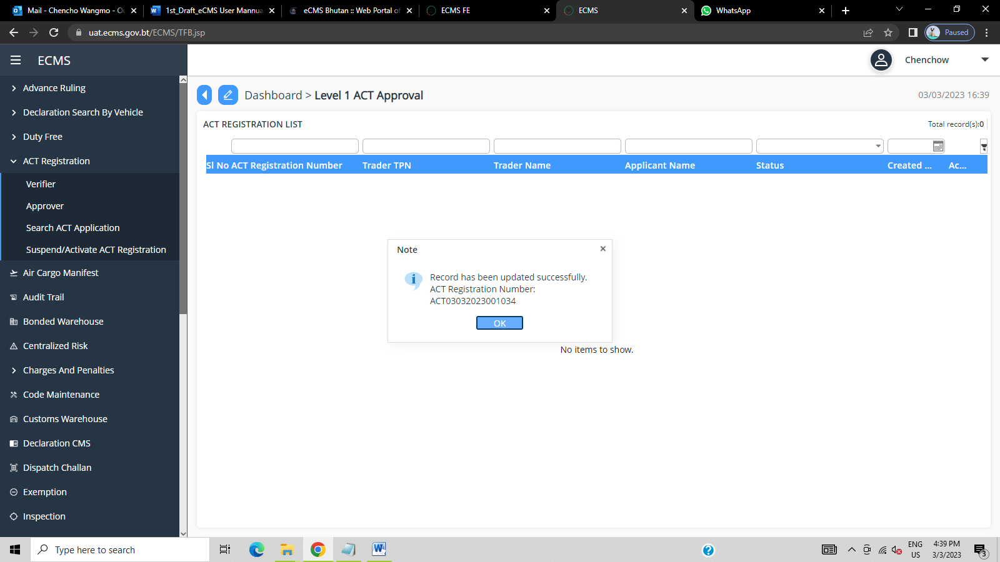 Mail - Chencho Wangmo - Ou
1st_Draft_eCMS User Mannua
eCMS Bhutan :: Web Portal of
ECMS FE
ECMS
WhatsApp
uat.ecms.gov.bt/ECMS/TFB.jsp
Paused
ECMS
Chenchow
Advance Ruling
Declaration Search By Vehicle
Duty Free
ACT Registration
Verifier
Approver
Search ACT Application
Suspend/Activate ACT Registration
Air Cargo Manifest
Audit Trail
Bonded Warehouse
Centralized Risk
Charges And Penalties
Code Maintenance
Customs Warehouse
Declaration CMS
Dispatch Challan
Exemption
Inspection
Dashboard > Level 1 ACT Approval
03/03/2023 16:39
ACT REGISTRATION LIST
Total record(s):0
Sl No ACT Registration Number Trader TPN Trader Name Applicant Name Status Created ... Ac...
Note
Record has been updated successfully.
ACT Registration Number:
ACT03032023001034
OK
No items to show.
Type here to search
ENG
US
4:39 PM
3/3/2023
3